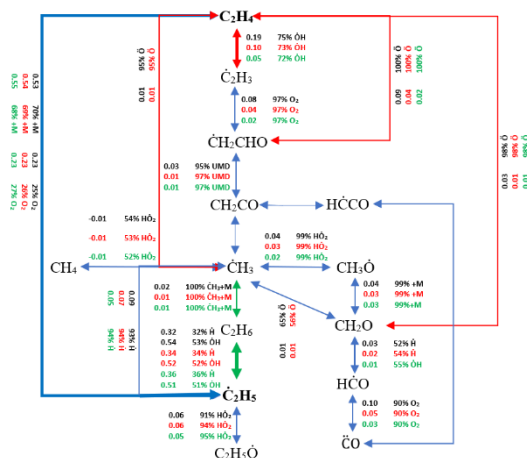 C₂H₄
0.19 75% ȮH
0.10 73% ȮH
0.05 72% ȮH
95% Ö
95% Ö
0.01
0.01
100% Ö
100% Ö
100% Ö
0.09
0.04
0.02
Ċ₂H₃
0.08 97% O₂
0.04 97% O₂
0.02 97% O₂
ĊH₂CHO
0.53 70% +M 0.23 25% O₂
0.54 69% +M 0.23 26% O₂
0.55 68% +M 0.23 27% O₂
98% Ö
98% Ö
98% Ö
0.03
0.01
0.01
0.03 95% UMD
0.01 97% UMD
0.01 97% UMD
CH₂CO
HĊCO
-0.01 54% HȮ₂
-0.01 53% HȮ₂
-0.01 52% HȮ₂
0.04 99% HȮ₂
0.03 99% HȮ₂
0.02 99% HȮ₂
CH₄
ĊH₃
CH₃Ȯ
0.02 100% ĊH₃+M
0.01 100% ĊH₃+M
0.01 100% ĊH₃+M
0.04 99% +M
0.03 99% +M
0.03 99%+M
0.09 93% Ḣ
0.07 94% Ḣ
0.05 94% Ḣ
C₂H₆
65% Ö
56% Ö
0.01
0.01
CH₂O
0.32 32% Ḣ
0.54 53% ȮH
0.34 34% Ḣ
0.52 52% ȮH
0.36 36% Ḣ
0.51 51% ȮH
0.03 52% Ḣ
0.02 54% Ḣ
0.01 55% ȮH
HĊO
Ċ₂H₅
0.06 91% HȮ₂
0.06 94% HȮ₂
0.05 95% HȮ₂
0.10 90% O₂
0.05 90% O₂
0.03 90% O₂
C₂H₅Ȯ
C̈O